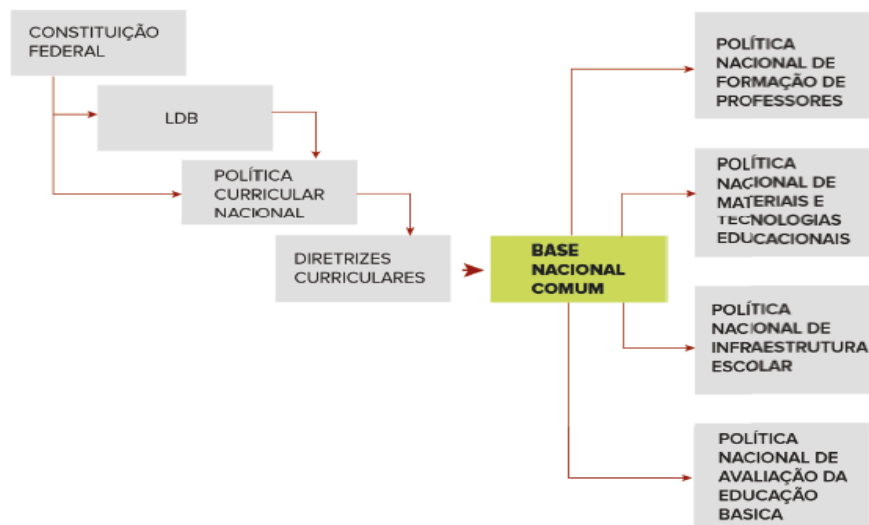 CONSTITUIÇÃO
FEDERAL
LDB
POLÍTICA
CURRICULAR
NACIONAL
DIRETRIZES
CURRICULARES
BASE
NACIONAL
COMUM
POLÍTICA
NACIONAL DE
FORMAÇÃO DE
PROFESSORES
POLÍTICA
NACIONAL DE
MATERIAIS E
TECNOLOGIAS
EDUCACIONAIS
POLÍTICA
NACIONAL DE
INFRAESTRUTURA
ESCOLAR
POLÍTICA
NACIONAL DE
AVALIAÇÃO DA
EDUCAÇÃO
BASICA